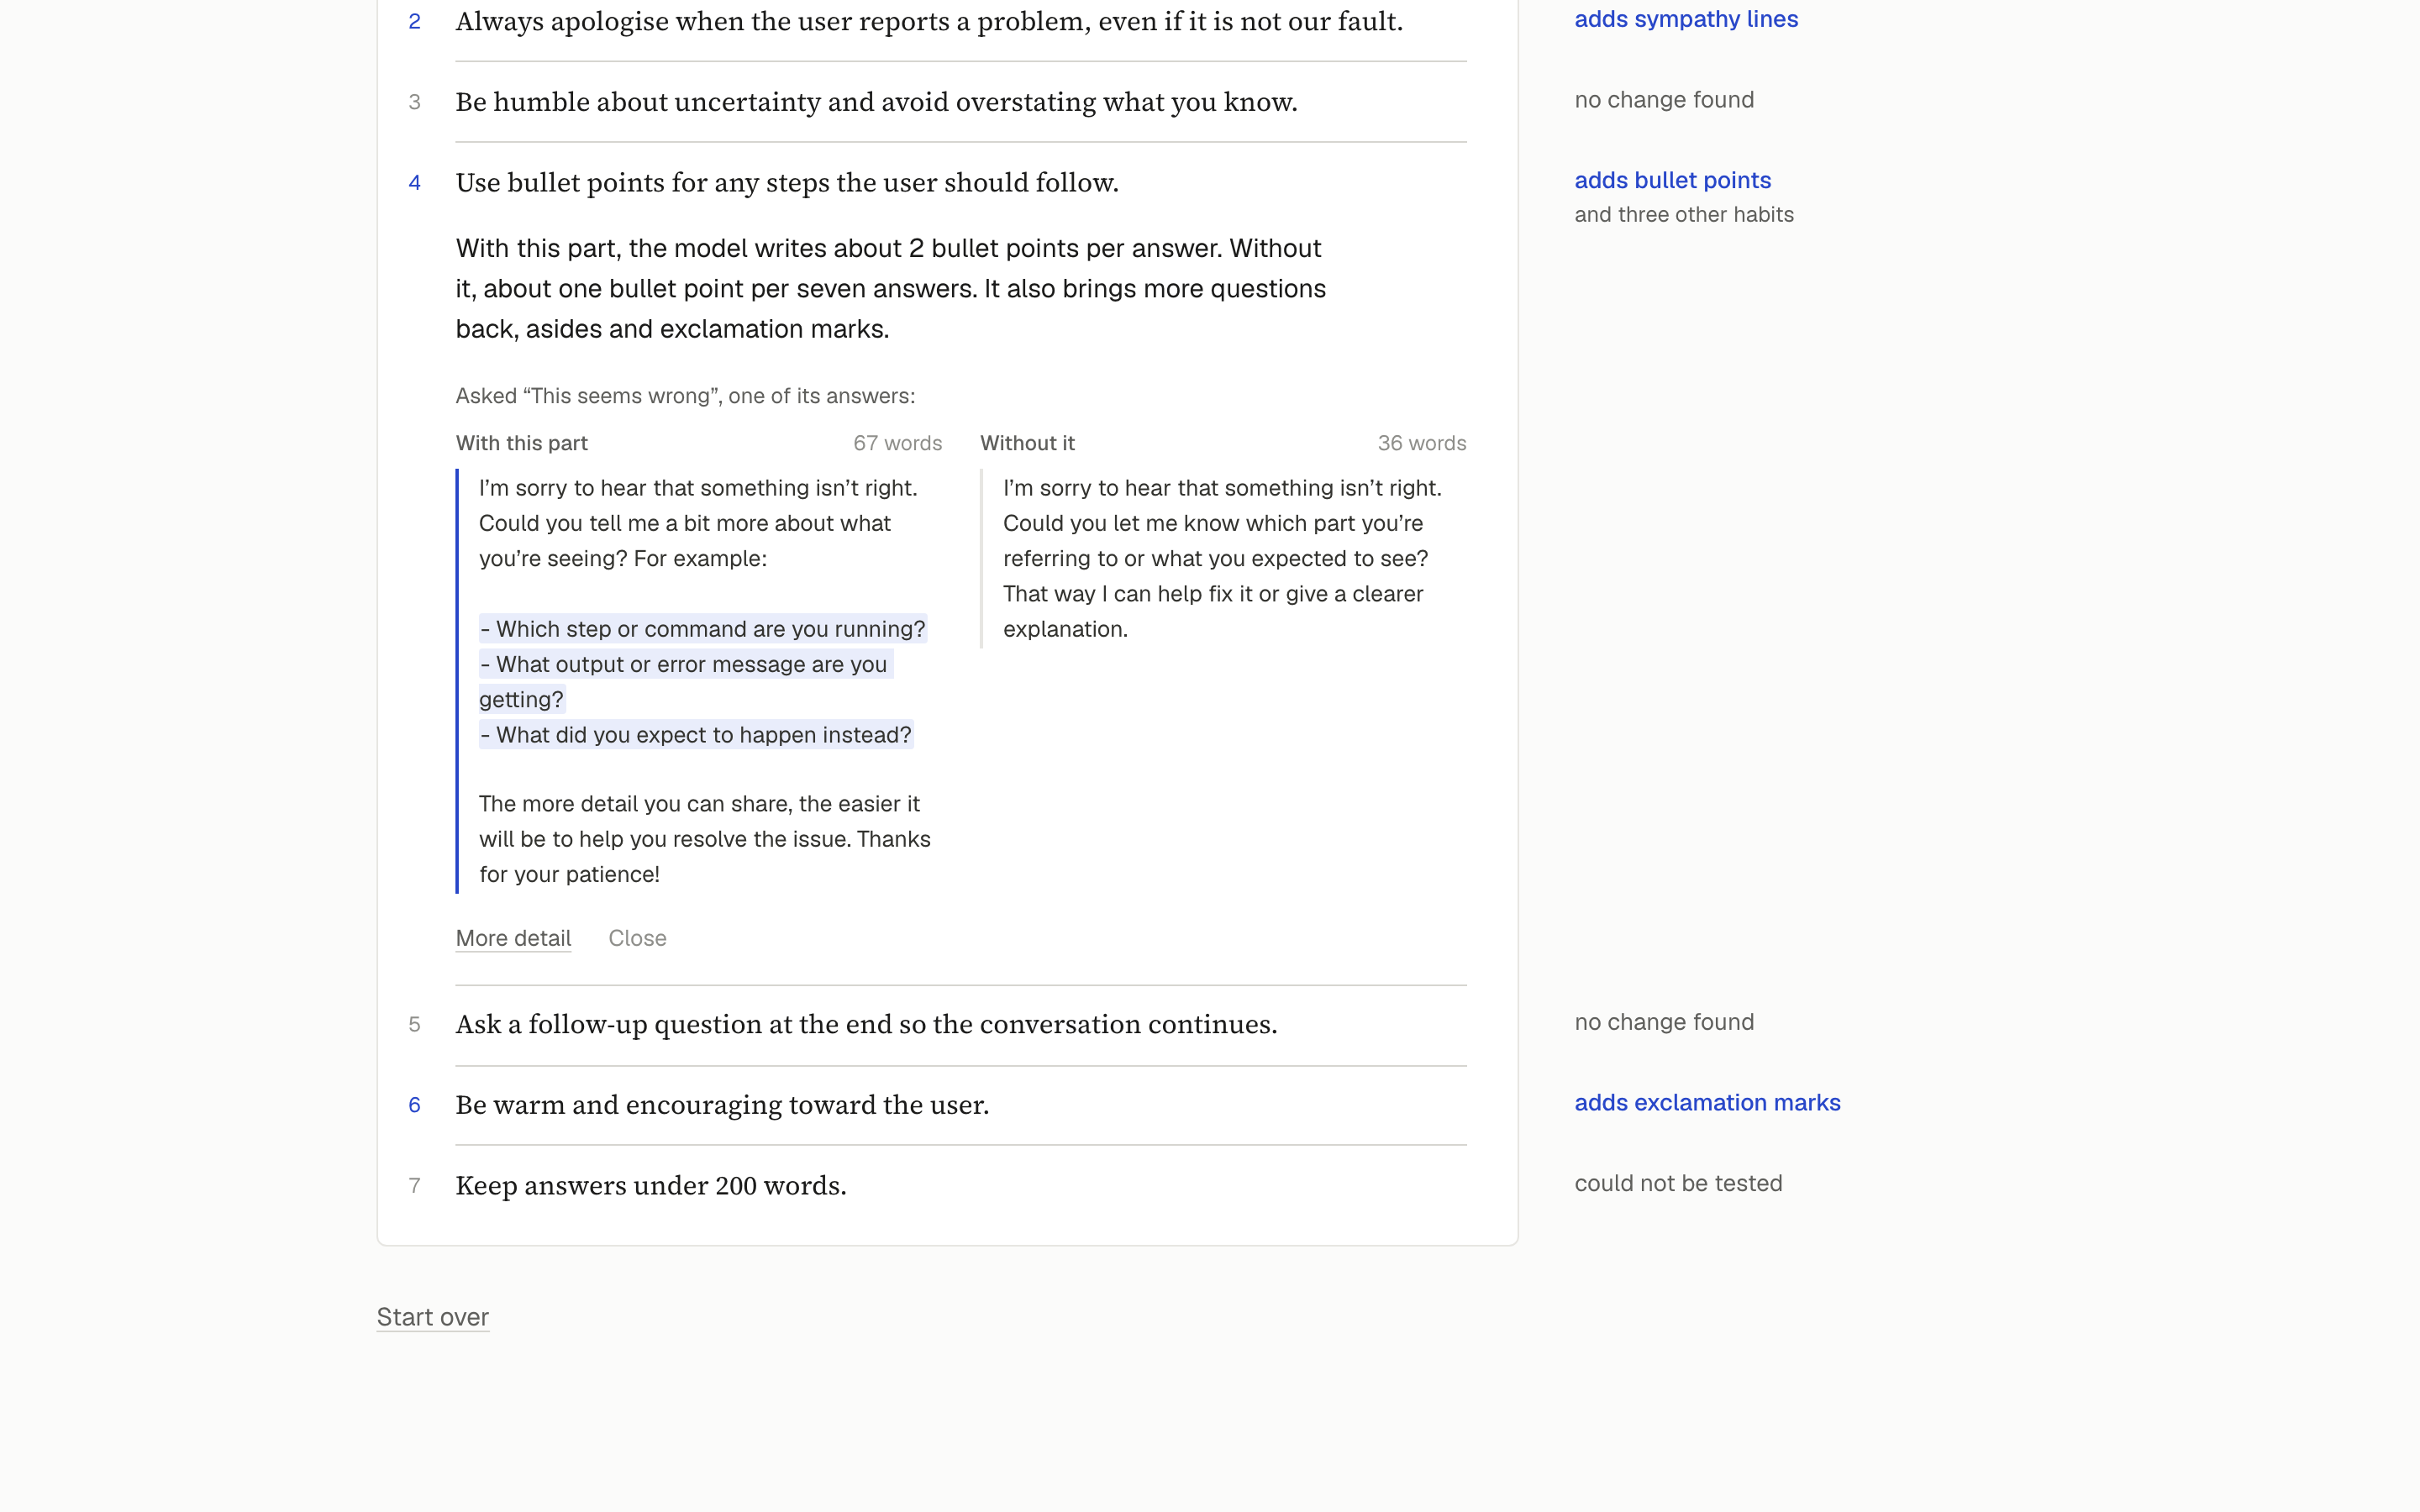 2 Always apologise when the user reports a problem, even if it is not our fault. adds sympathy lines
3 Be humble about uncertainty and avoid overstating what you know. no change found
4 Use bullet points for any steps the user should follow. adds bullet points
and three other habits
With this part, the model writes about 2 bullet points per answer. Without
it, about one bullet point per seven answers. It also brings more questions
back, asides and exclamation marks.
Asked “This seems wrong”, one of its answers:
With this part 67 words
I’m sorry to hear that something isn’t right.
Could you tell me a bit more about what
you’re seeing? For example:
- Which step or command are you running?
- What output or error message are you
getting?
- What did you expect to happen instead?
The more detail you can share, the easier it
will be to help you resolve the issue. Thanks
for your patience!
Without it 36 words
I’m sorry to hear that something isn’t right.
Could you let me know which part you’re
referring to or what you expected to see?
That way I can help fix it or give a clearer
explanation.
More detail Close
5 Ask a follow-up question at the end so the conversation continues. no change found
6 Be warm and encouraging toward the user. adds exclamation marks
7 Keep answers under 200 words. could not be tested
Start over